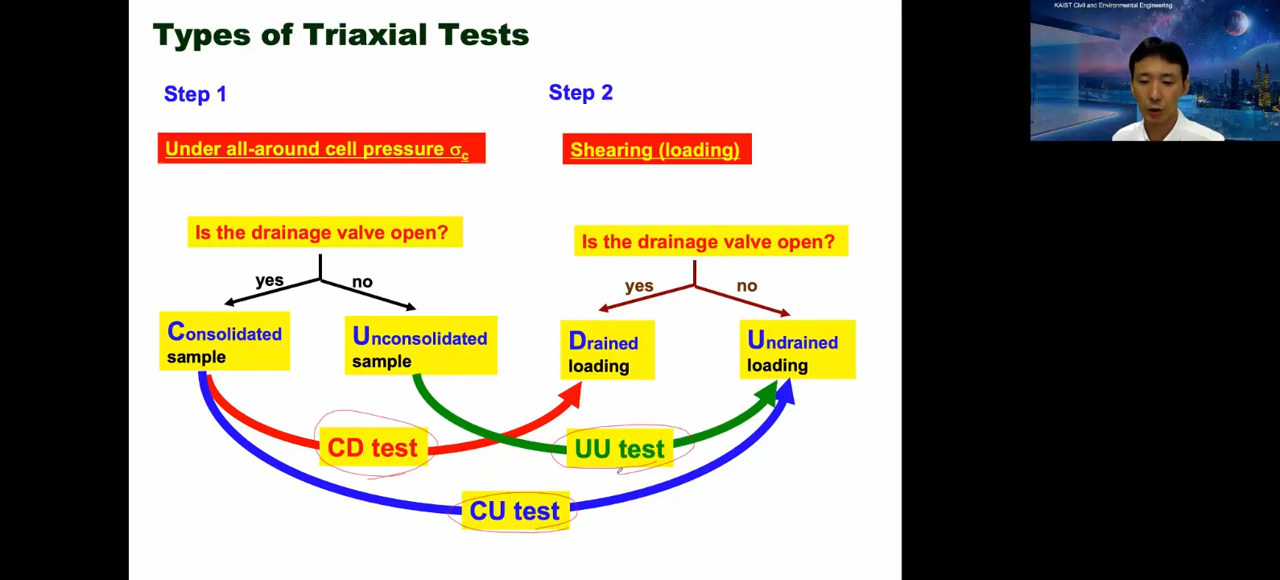 KAIST Civil and Environmental Engineering
Types of Triaxial Tests
Step 1
Step 2
Under all-around cell pressure σc
Shearing (loading)
Is the drainage valve open?
Is the drainage valve open?
yes
no
yes
no
Consolidated
sample
Unconsolidated
sample
Drained
loading
Undrained
loading
CD test
UU test
CU test